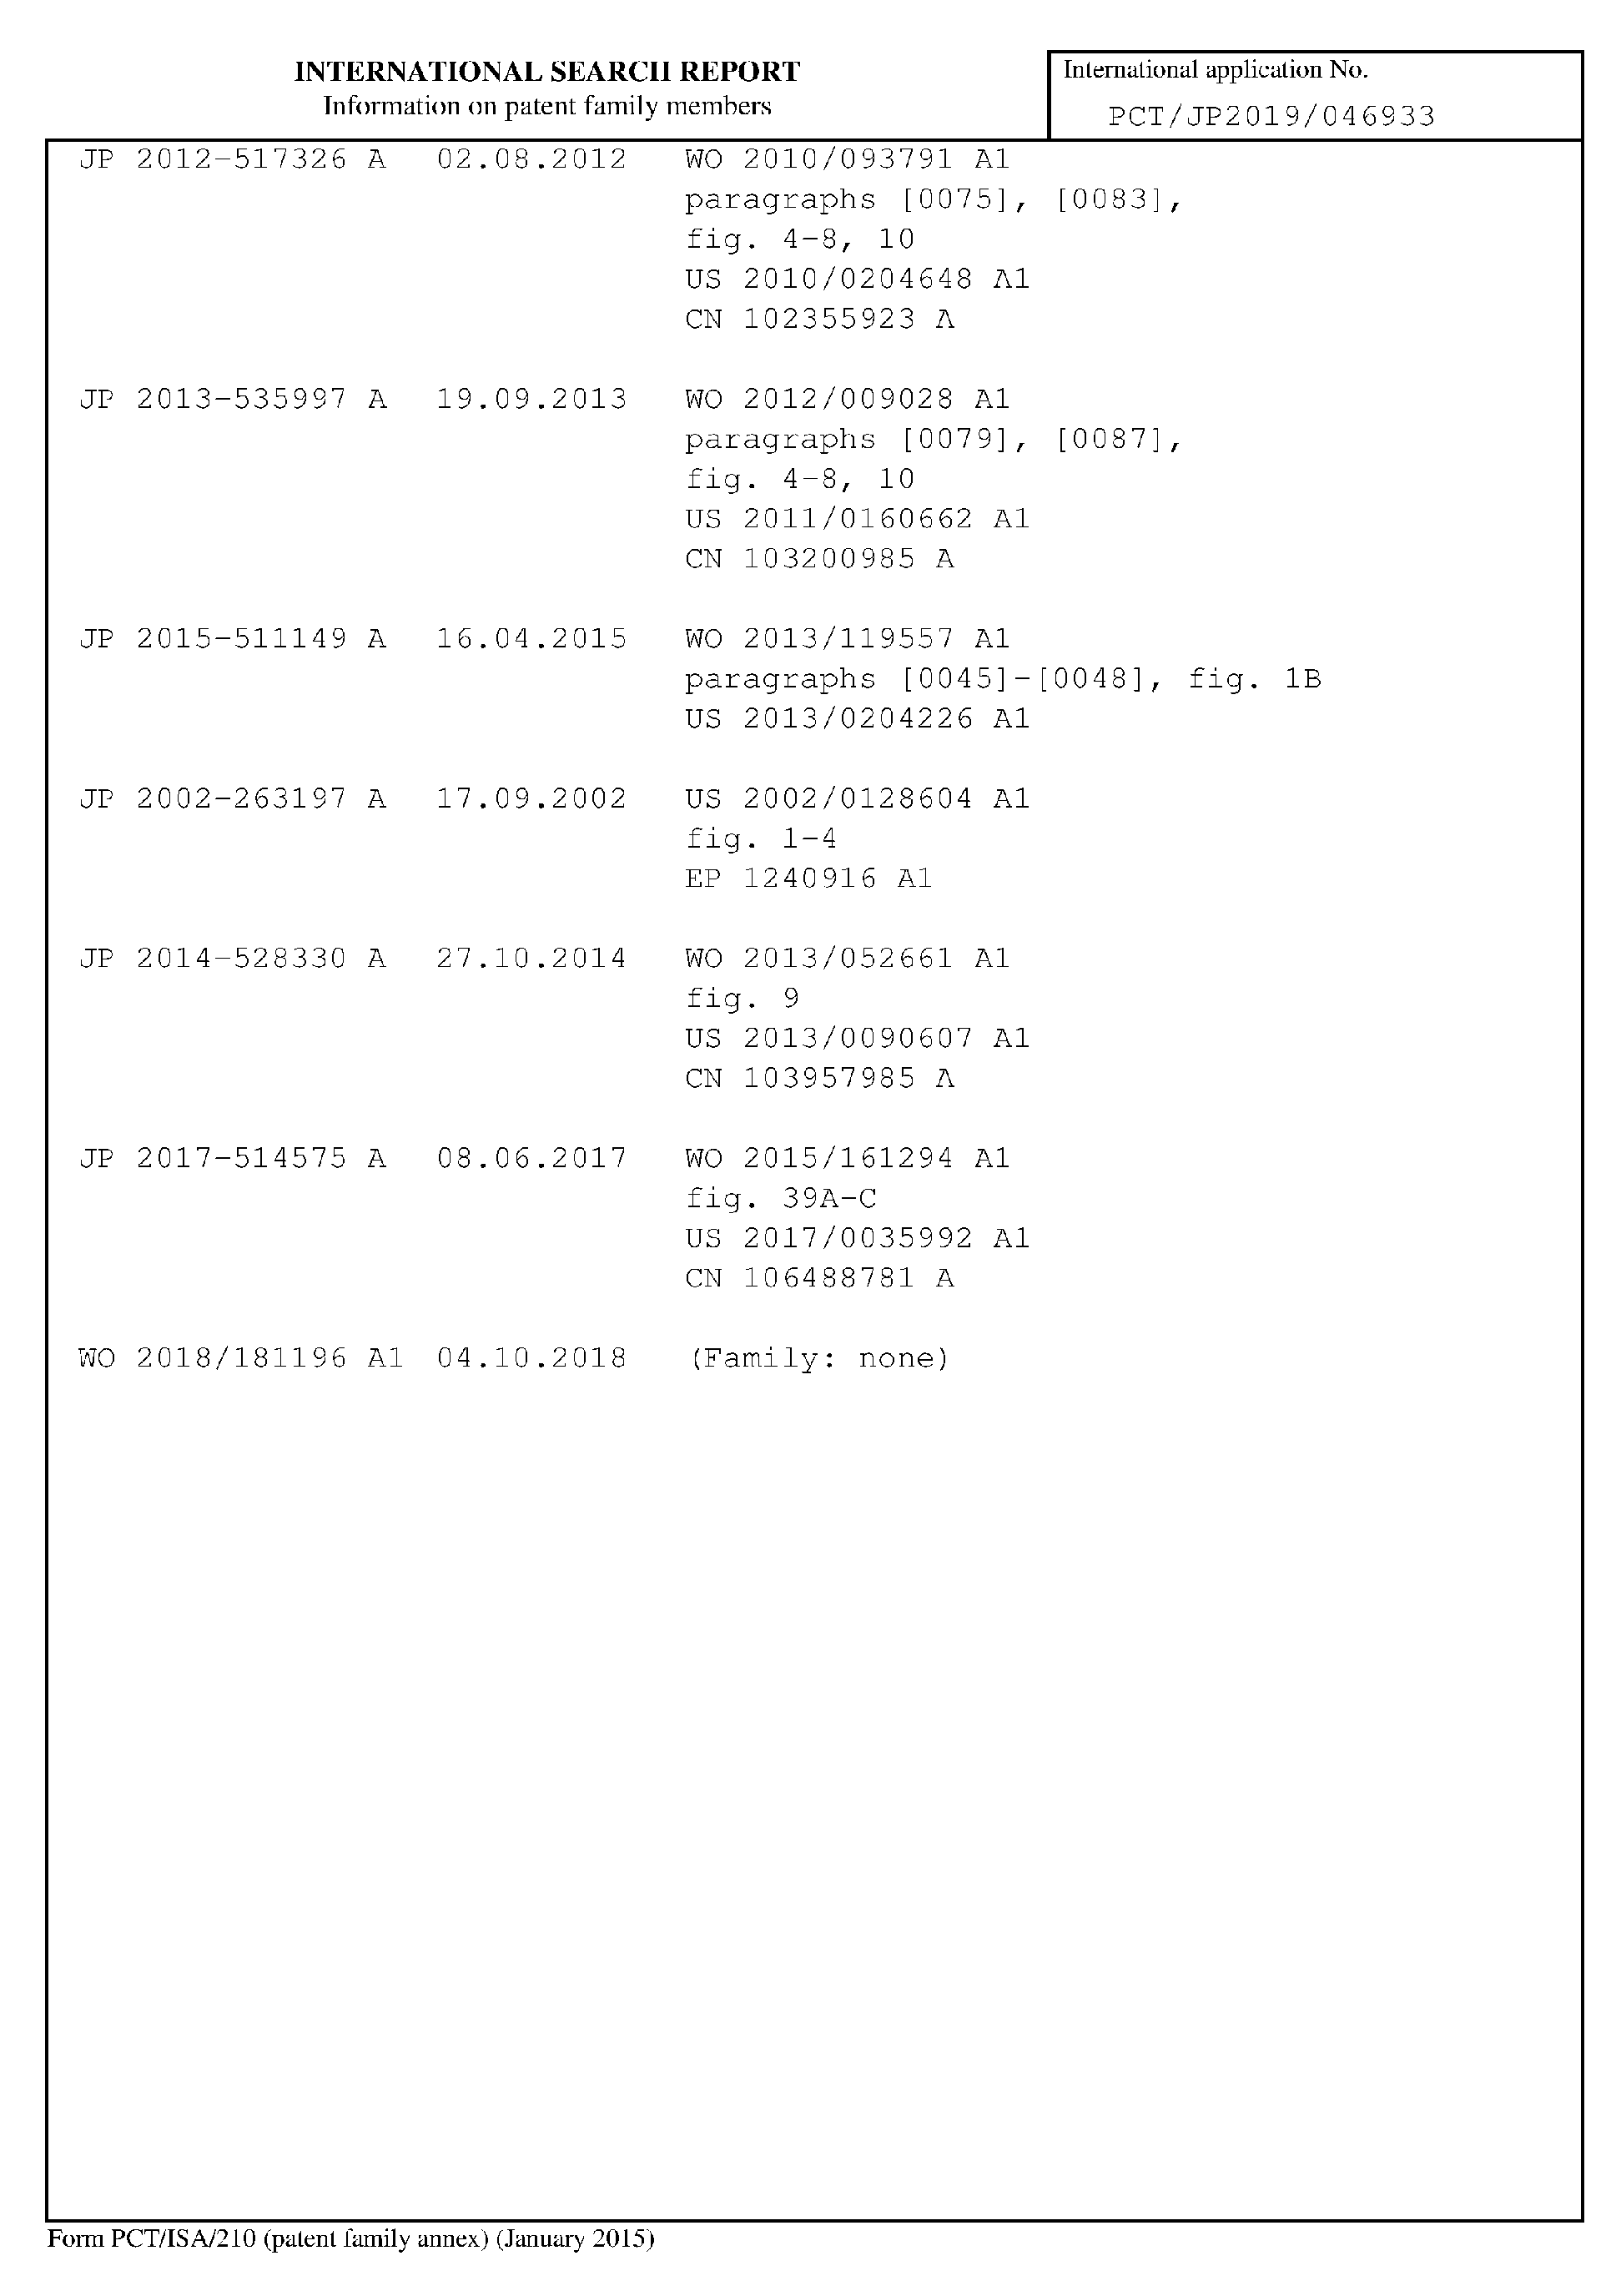 INTERNATIONAL SEARCH REPORT
Information on patent family members
International application No.
PCT/JP2019/046933
JP 2012-517326 A 02.08.2012 WO 2010/093791 A1
paragraphs [0075], [0083],
fig. 4-8, 10
US 2010/0204648 A1
CN 102355923 A
JP 2013-535997 A 19.09.2013 WO 2012/009028 A1
paragraphs [0079], [0087],
fig. 4-8, 10
US 2011/0160662 A1
CN 103200985 A
JP 2015-511149 A 16.04.2015 WO 2013/119557 A1
paragraphs [0045]-[0048], fig. 1B
US 2013/0204226 A1
JP 2002-263197 A 17.09.2002 US 2002/0128604 A1
fig. 1-4
EP 1240916 A1
JP 2014-528330 A 27.10.2014 WO 2013/052661 A1
fig. 9
US 2013/0090607 A1
CN 103957985 A
JP 2017-514575 A 08.06.2017 WO 2015/161294 A1
fig. 39A-C
US 2017/0035992 A1
CN 106488781 A
WO 2018/181196 A1 04.10.2018 (Family: none)
Form PCT/ISA/210 (patent family annex) (January 2015)